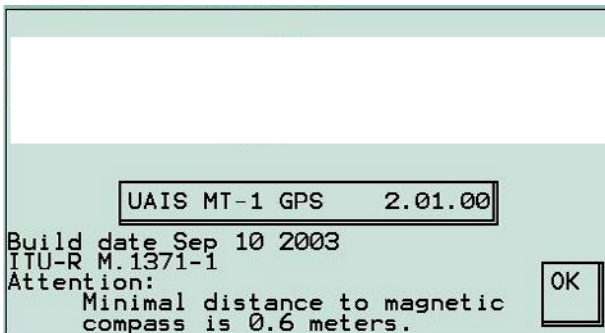 UAIS MT-1 GPS 2.01.00
Build date Sep 10 2003
ITU-R M.1371-1
Attention:
OK
Minimal distance to magnetic
compass is 0.6 meters.